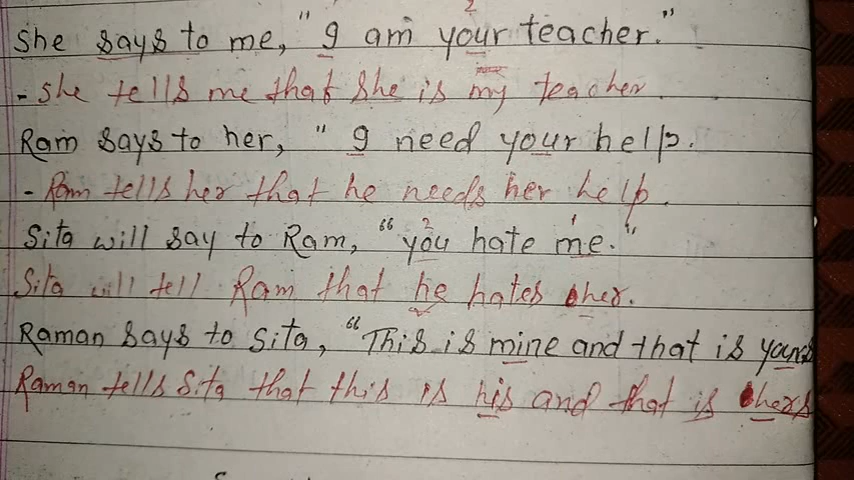 She says to me, "I am your teacher."
- She tells me that she is my teacher.
Ram says to her, "I need your help.
- Ram tells her that he needs her help.
Sita will say to Ram, "you hate me."
Sita will tell Ram that he hates her.
Raman says to Sita, "This is mine and that is yours
Raman tells Sita that this is his and that is hers